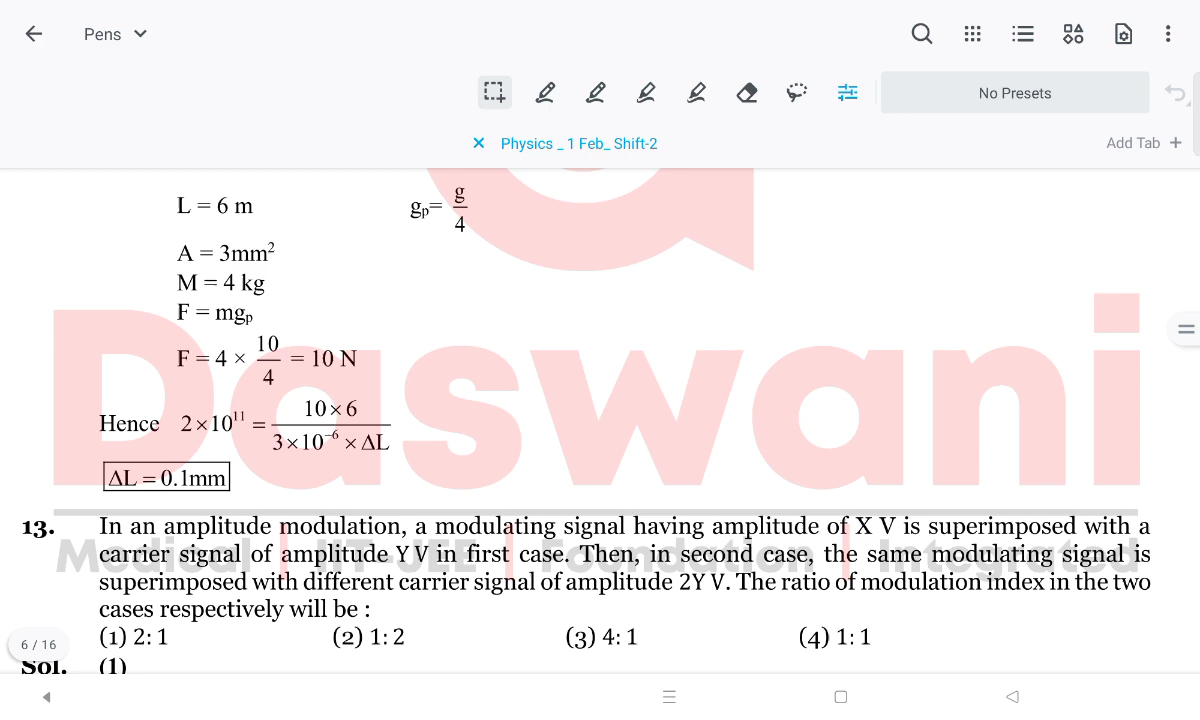 Pens
No Presets
Physics _ 1 Feb_ Shift-2
Add Tab +
L = 6 m
gₚ= g/4
A = 3mm²
M = 4 kg
F = mgₚ
F = 4 × 10/4 = 10 N
Hence 2×10¹¹ = 10×6/3×10⁻⁶ × ΔL
ΔL = 0.1mm
Daswani
Medical | IIT-JEE | Foundation | Integrated
13. In an amplitude modulation, a modulating signal having amplitude of X V is superimposed with a
carrier signal of amplitude Y V in first case. Then, in second case, the same modulating signal is
superimposed with different carrier signal of amplitude 2Y V. The ratio of modulation index in the two
cases respectively will be :
(1) 2: 1 (2) 1: 2 (3) 4: 1 (4) 1: 1
6 / 16
Sol. (1)